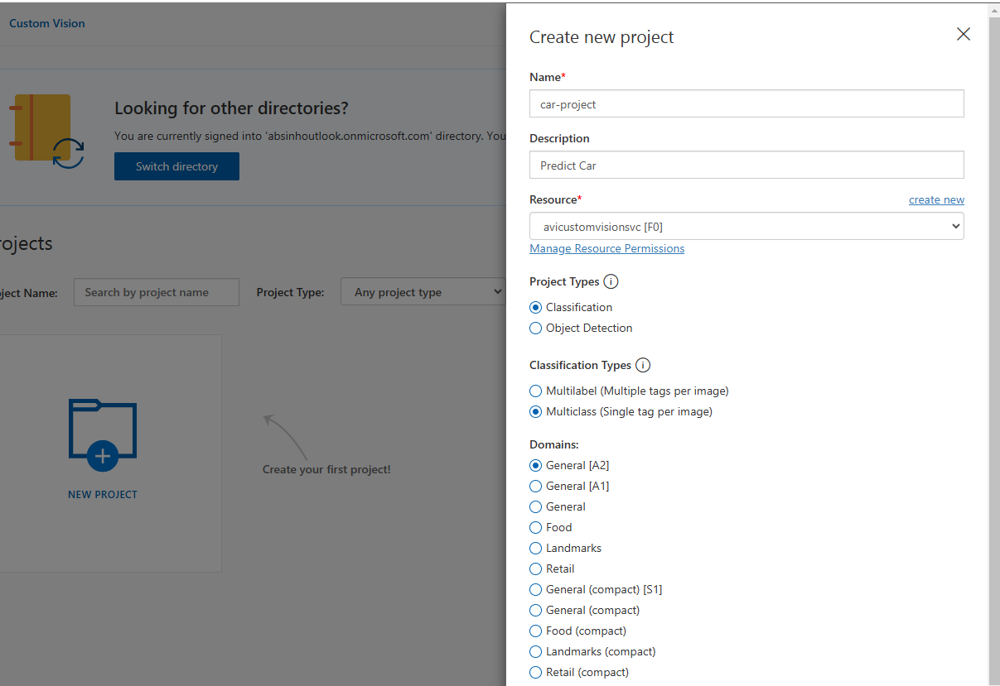 Custom Vision
Looking for other directories?
You are currently signed into 'absinhoutlook.onmicrosoft.com' directory. You
Switch directory
ojects
ject Name:
Search by project name
Project Type:
Any project type
NEW PROJECT
Create your first project!
Create new project
Name*
car-project
Description
Predict Car
Resource*
create new
avicustomvisionsvc [F0]
Manage Resource Permissions
Project Types i
Classification
Object Detection
Classification Types i
Multilabel (Multiple tags per image)
Multiclass (Single tag per image)
Domains:
General [A2]
General [A1]
General
Food
Landmarks
Retail
General (compact) [S1]
General (compact)
Food (compact)
Landmarks (compact)
Retail (compact)